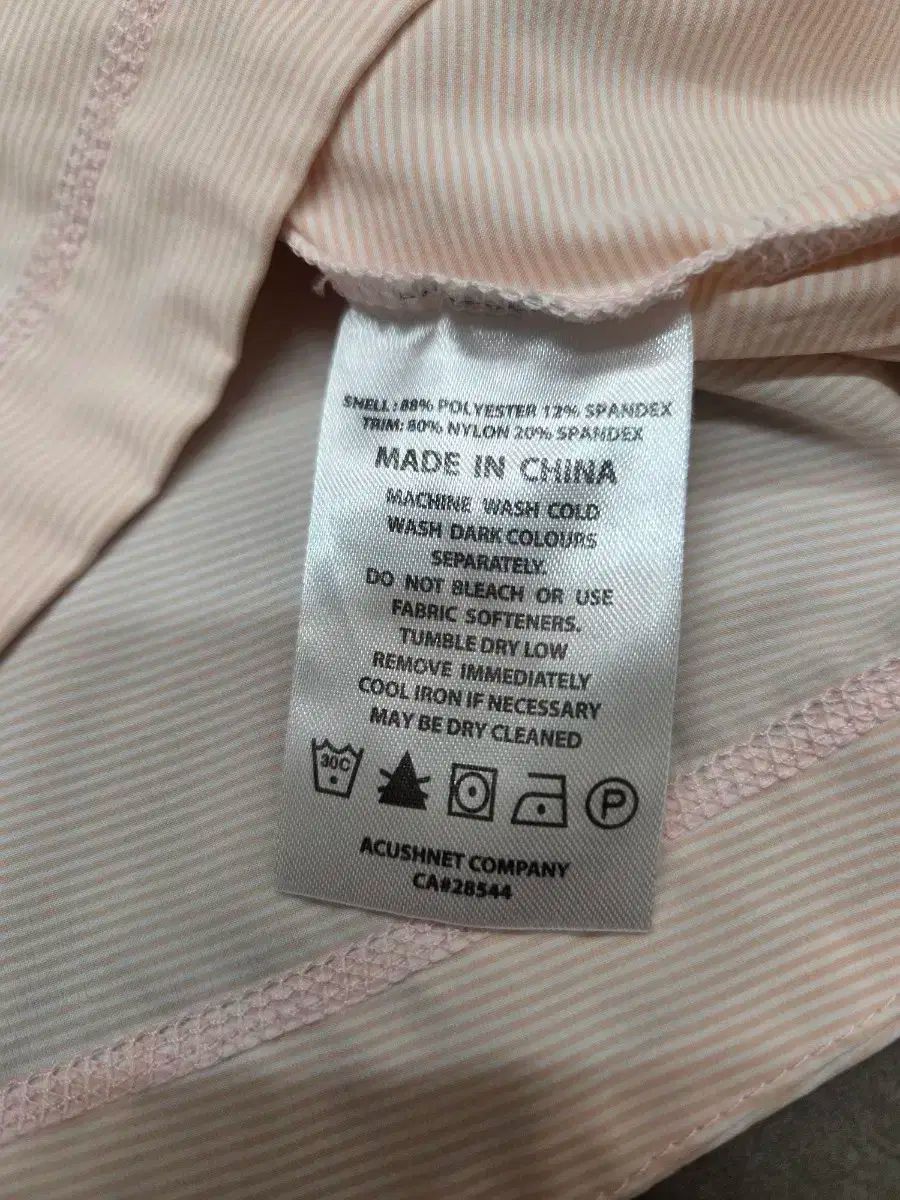 SHELL: 88% POLYESTER 12% SPANDEX
TRIM: 80% NYLON 20% SPANDEX
MADE IN CHINA
MACHINE WASH COLD
WASH DARK COLOURS
SEPARATELY.
DO NOT BLEACH OR USE
FABRIC SOFTENERS.
TUMBLE DRY LOW
REMOVE IMMEDIATELY
COOL IRON IF NECESSARY
MAY BE DRY CLEANED
30C P
ACUSHNET COMPANY
CA#28544